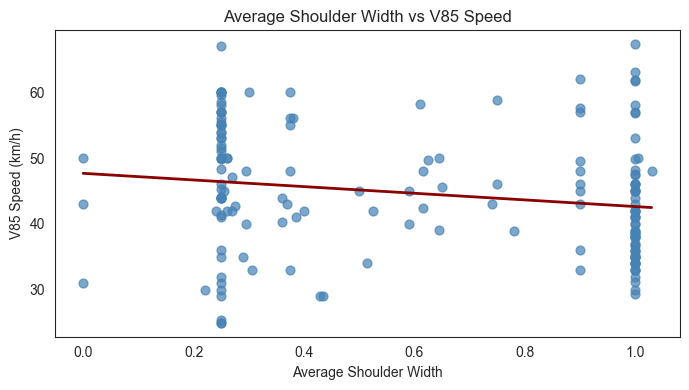 Average Shoulder Width vs V85 Speed
V85 Speed (km/h)
60
50
40
30
0.0 0.2 0.4 0.6 0.8 1.0
Average Shoulder Width